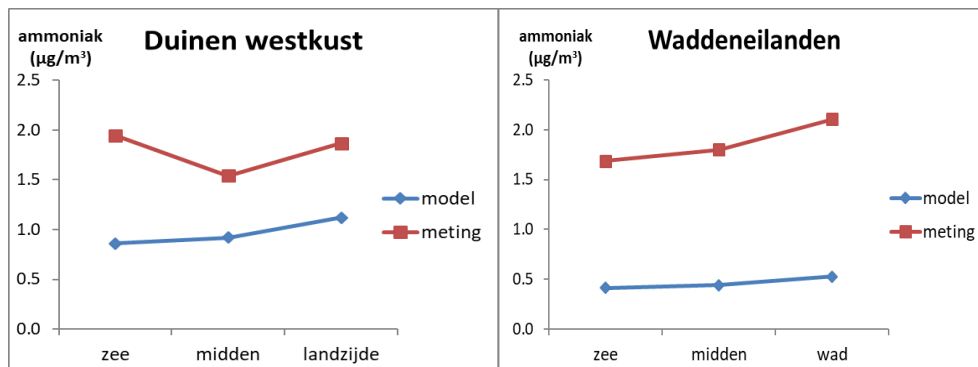 ammoniak
(µg/m³)
Duinen westkust
2.5
2.0
1.5
1.0
0.5
0.0
zee midden landzijde
model
meting
ammoniak
(µg/m³)
Waddeneilanden
2.5
2.0
1.5
1.0
0.5
0.0
zee midden wad
model
meting